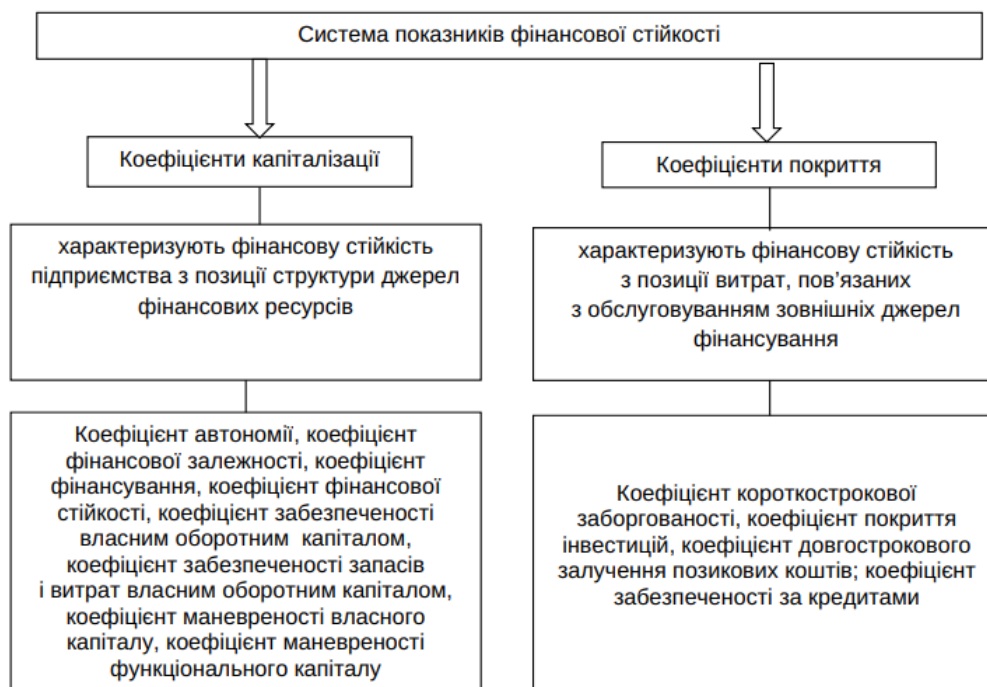 Система показників фінансової стійкості
Коефіцієнти капіталізації
Коефіцієнти покриття
характеризують фінансову стійкість
підприємства з позиції структури джерел
фінансових ресурсів
характеризують фінансову стійкість
з позиції витрат, пов’язаних
з обслуговуванням зовнішніх джерел
фінансування
Коефіцієнт автономії, коефіцієнт
фінансової залежності, коефіцієнт
фінансування, коефіцієнт фінансової
стійкості, коефіцієнт забезпеченості
власним оборотним капіталом,
коефіцієнт забезпеченості запасів
і витрат власним оборотним капіталом,
коефіцієнт маневреності власного
капіталу, коефіцієнт маневреності
функціонального капіталу
Коефіцієнт короткострокової
заборгованості, коефіцієнт покриття
інвестицій, коефіцієнт довгострокового
залучення позикових коштів; коефіцієнт
забезпеченості за кредитами